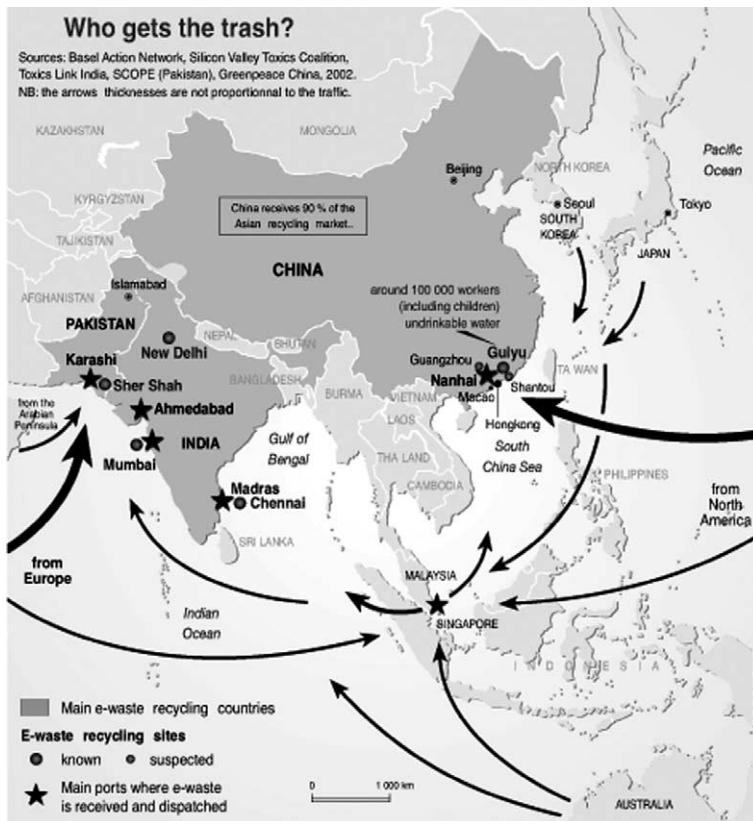 Who gets the trash?
Sources: Basel Action Network, Silicon Valley Toxics Coalition,
Toxics Link India, SCOPE (Pakistan), Greenpeace China, 2002.
NB: the arrows thicknesses are not proportionnal to the traffic.
KAZAKHSTAN
MONGOLIA
Pacific
Ocean
Beijing
NORTH KOREA
KYRGYZSTAN
China receives 90 % of the
Asian recycling market..
Seoul
SOUTH
KOREA
Tokyo
TAJIKISTAN
JAPAN
CHINA
AFGHANISTAN
Islamabad
around 100 000 workers
(including children)
undrinkable water
PAKISTAN
NEPAL
BHUTAN
New Delhi
Karashi
Guangzhou
Guiyu
TA WAN
Sher Shah
BANGLADESH
Nanhai
Shantou
BURMA
VIETNAM
Macao
from the
Arabian
Peninsula
Ahmedabad
LAOS
Hongkong
INDIA
Gulf of
Bengal
South
China Sea
Mumbai
THA LAND
PHILIPPINES
Madras
Chennai
CAMBODIA
from
North
America
SRI LANKA
from
Europe
MALAYSIA
Indian
Ocean
SINGAPORE
INDONESIA
Main e-waste recycling countries
E-waste recycling sites
known
suspected
Main ports where e-waste
is received and dispatched
0 1 000 km
AUSTRALIA